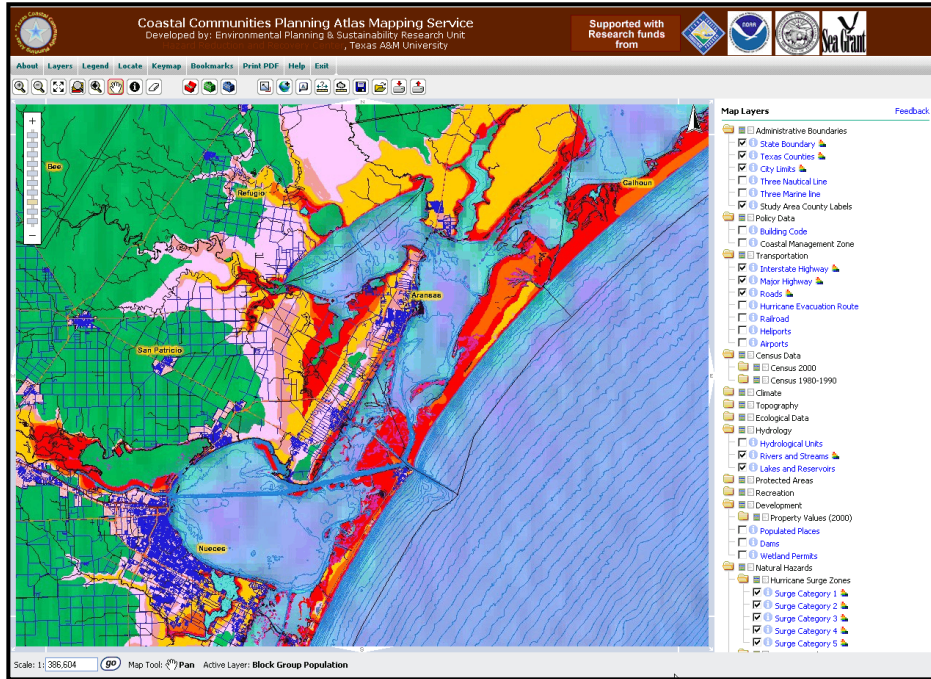 Coastal Communities Planning Atlas Mapping Service
Developed by: Environmental Planning & Sustainability Research Unit
Hazard Reduction and Recovery Center, Texas A&M University
Supported with
Research funds
from
NOAA
Sea Grant
About Layers Legend Locate Keymap Bookmarks Print PDF Help Exit
Bee
Refugio
Calhoun
Aransas
San Patricio
Nueces
Map Layers Feedback
Administrative Boundaries
State Boundary
Texas Counties
City Limits
Three Nautical Line
Three Marine line
Study Area County Labels
Policy Data
Building Code
Coastal Management Zone
Transportation
Interstate Highway
Major Highway
Roads
Hurricane Evacuation Route
Railroad
Heliports
Airports
Census Data
Census 2000
Census 1980-1990
Climate
Topography
Ecological Data
Hydrology
Hydrological Units
Rivers and Streams
Lakes and Reservoirs
Protected Areas
Recreation
Development
Property Values (2000)
Populated Places
Dams
Wetland Permits
Natural Hazards
Hurricane Surge Zones
Surge Category 1
Surge Category 2
Surge Category 3
Surge Category 4
Surge Category 5
Scale: 1: 386,604 go Map Tool: Pan Active Layer: Block Group Population